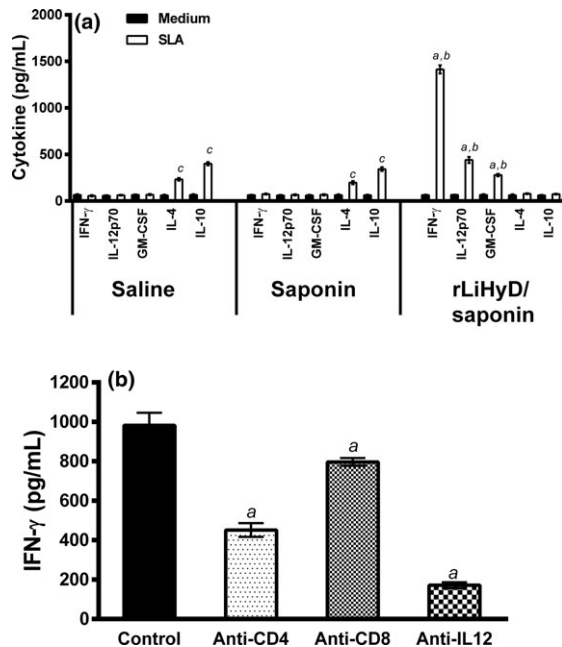 (a)
Medium
SLA
Cytokine (pg/mL)
2000
1500
1000
500
0
a,b
a,b
a,b
c
c
c
c
IFN-γ
IL-12p70
GM-CSF
IL-4
IL-10
IFN-γ
IL-12p70
GM-CSF
IL-4
IL-10
IFN-γ
IL-12p70
GM-CSF
IL-4
IL-10
Saline
Saponin
rLiHyD/
saponin
(b)
IFN-γ (pg/mL)
1200
1000
800
600
400
200
0
a
a
a
Control
Anti-CD4
Anti-CD8
Anti-IL12